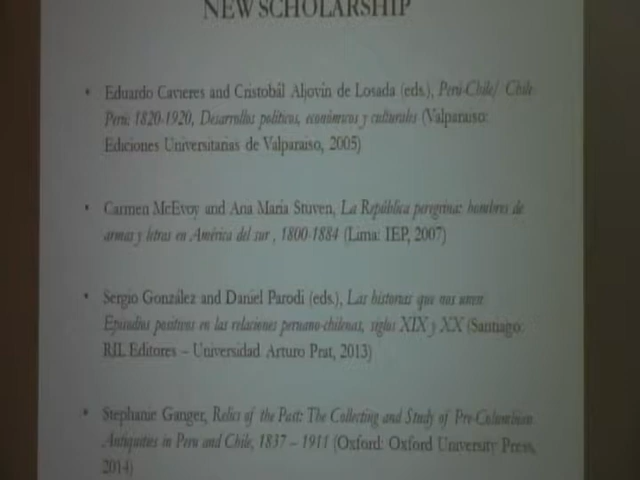 NEW SCHOLARSHIP
• Eduardo Cavieres and Cristobál Aljovin de Losada (eds.), Perú-Chile/ Chile
Perú: 1820-1920, Desarrollos políticos, económicos y culturales (Valparaiso:
Ediciones Universitarias de Valparaiso, 2005)
• Carmen McEvoy and Ana Maria Stuven, La República peregrina: hombres de
armas y letras en América del sur , 1800-1884 (Lima: IEP, 2007)
• Sergio González and Daniel Parodi (eds.), Las historias que nos unen.
Episodios positivos en las relaciones peruano-chilenas, siglos XIX y XX (Santiago:
RIL Editores – Universidad Arturo Prat, 2013)
• Stephanie Ganger, Relics of the Past: The Collecting and Study of Pre-Columbian
Antiquities in Peru and Chile, 1837 – 1911 (Oxford: Oxford University Press,
2014)